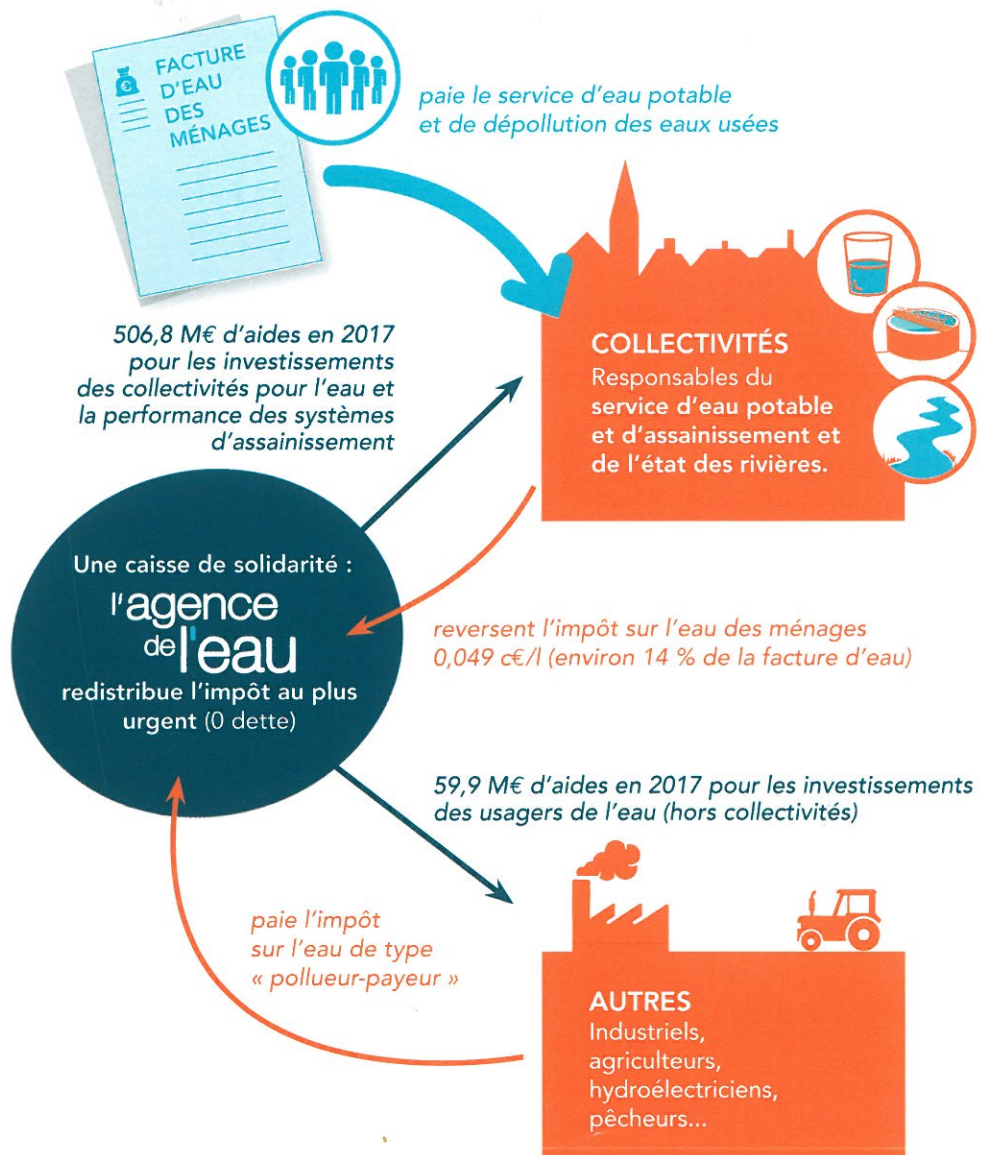 FACTURE
D'EAU
DES
MÉNAGES
€
paie le service d'eau potable
et de dépollution des eaux usées
506,8 M€ d'aides en 2017
pour les investissements
des collectivités pour l'eau et
la performance des systèmes
d'assainissement
COLLECTIVITÉS
Responsables du
service d'eau potable
et d'assainissement et
de l'état des rivières.
Une caisse de solidarité :
l'agence
de l'eau
redistribue l'impôt au plus
urgent (0 dette)
reversent l'impôt sur l'eau des ménages
0,049 c€/l (environ 14 % de la facture d'eau)
59,9 M€ d'aides en 2017 pour les investissements
des usagers de l'eau (hors collectivités)
paie l'impôt
sur l'eau de type
« pollueur-payeur »
AUTRES
Industriels,
agriculteurs,
hydroélectriciens,
pêcheurs...